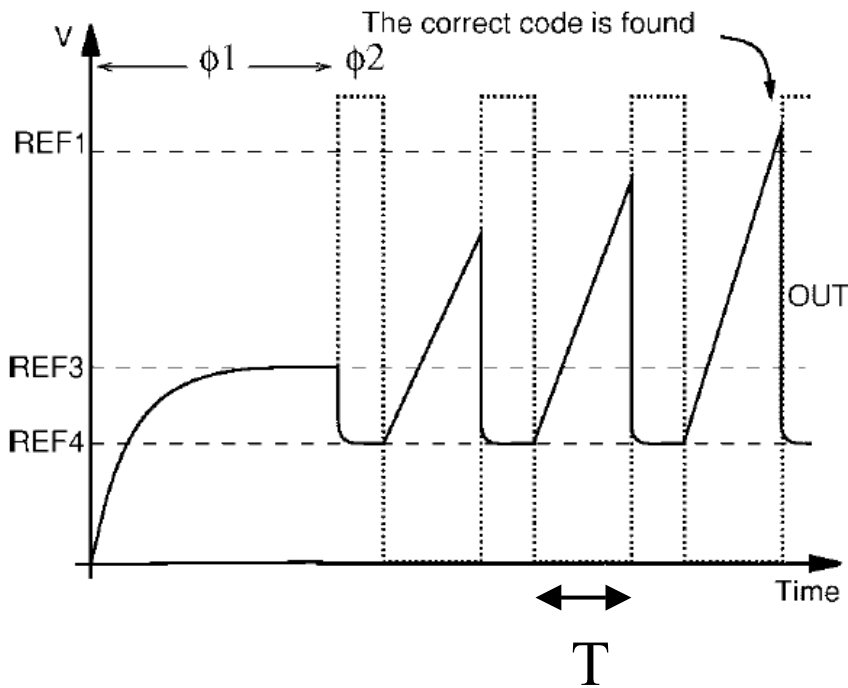 The correct code is found
V
ϕ1 ϕ2
REF1
OUT
REF3
REF4
Time
T